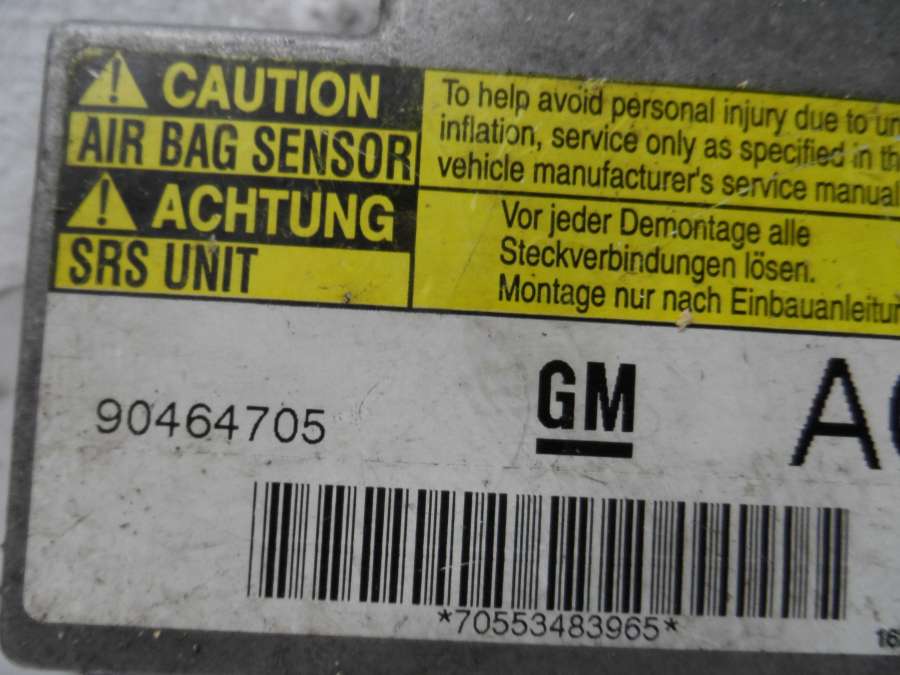 CAUTION
AIR BAG SENSOR
ACHTUNG
SRS UNIT
To help avoid personal injury due to
inflation, service only as specified in
vehicle manufacturer's service manual
Vor jeder Demontage alle
Steckverbindungen lösen.
Montage nur nach
90464705
GM
*70553483965*